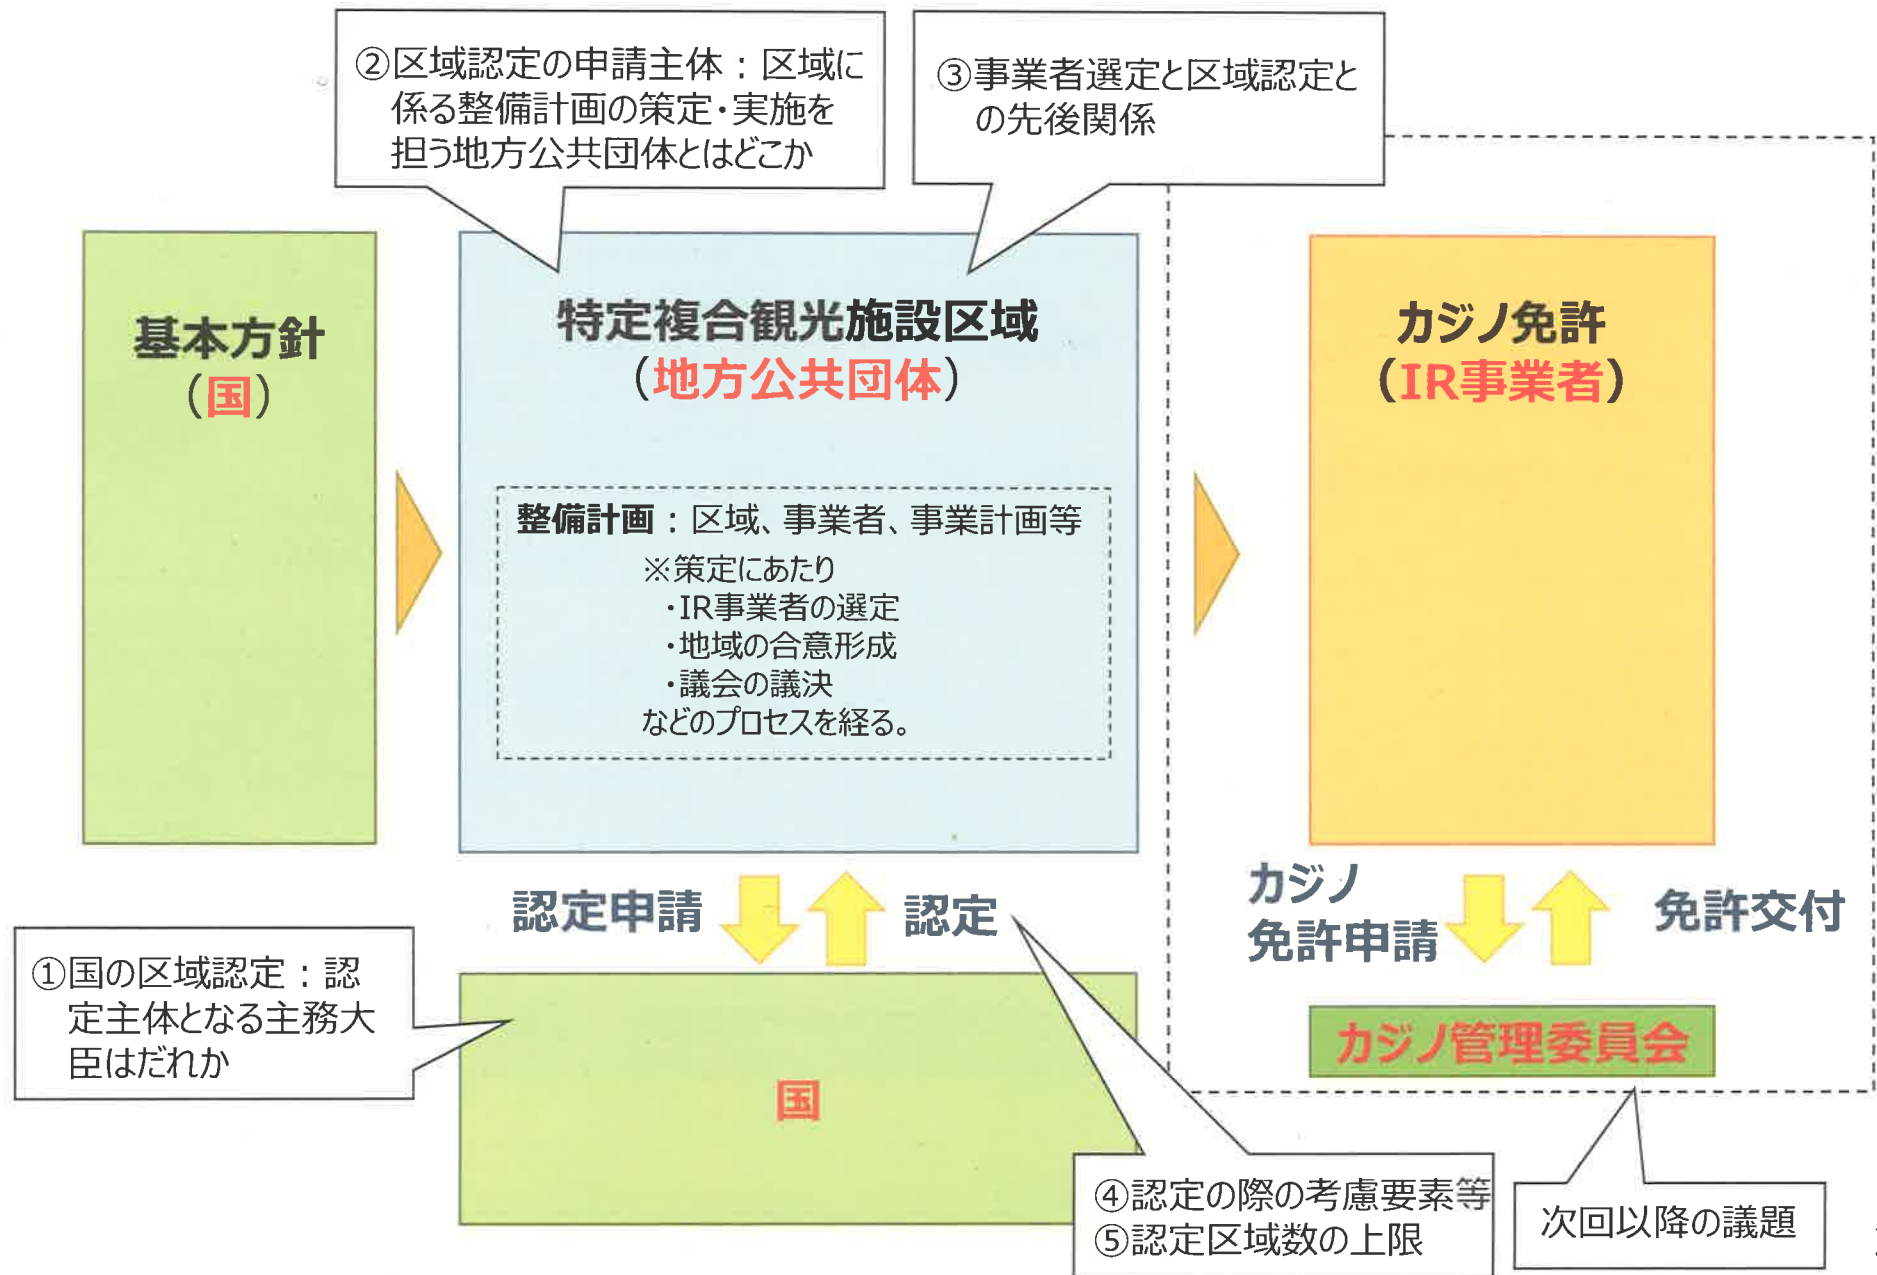 ②区域認定の申請主体：区域に
係る整備計画の策定・実施を
担う地方公共団体とはどこか
③事業者選定と区域認定と
の先後関係
基本方針
（国）
特定複合観光施設区域
（地方公共団体）
カジノ免許
（IR事業者）
整備計画：区域、事業者、事業計画等
※策定にあたり
・IR事業者の選定
・地域の合意形成
・議会の議決
などのプロセスを経る。
認定申請
認定
カジノ
免許申請
免許交付
①国の区域認定：認
定主体となる主務大
臣はだれか
国
カジノ管理委員会
④認定の際の考慮要素等
⑤認定区域数の上限
次回以降の議題